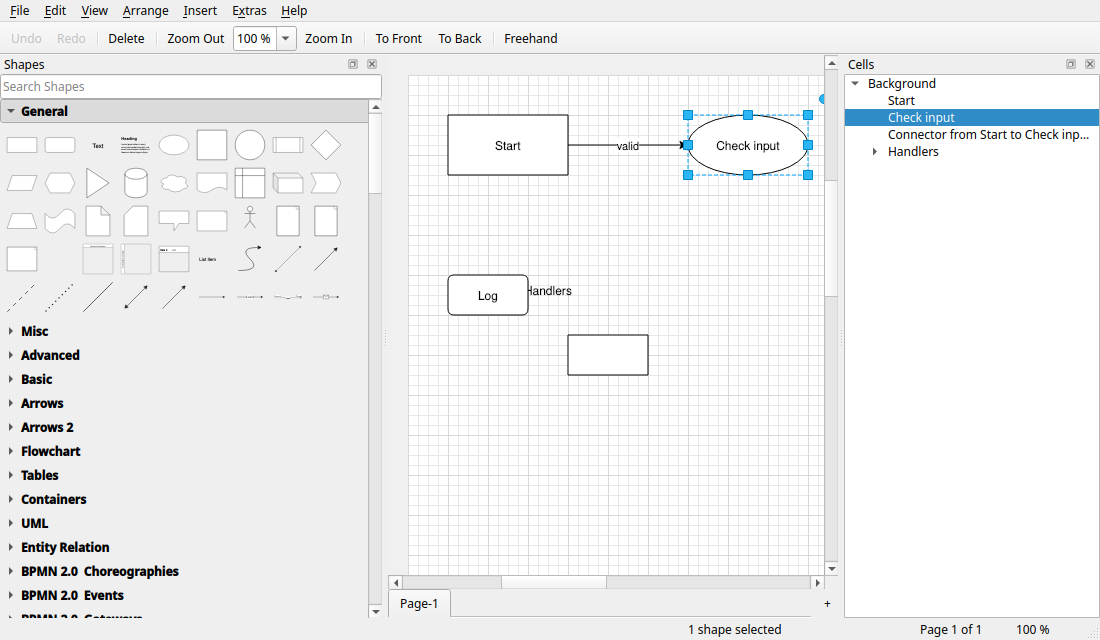 File Edit View Arrange Insert Extras Help
Undo Redo Delete Zoom Out 100 % Zoom In To Front To Back Freehand
Shapes
Search Shapes
General
Text
Heading
List Item
Misc
Advanced
Basic
Arrows
Arrows 2
Flowchart
Tables
Containers
UML
Entity Relation
BPMN 2.0 Choreographies
BPMN 2.0 Events
BPMN 2.0 Gateways
Start
valid
Check input
Log
Handlers
Page-1
+
Cells
Background
Start
Check input
Connector from Start to Check inp...
Handlers
1 shape selected
Page 1 of 1
100 %